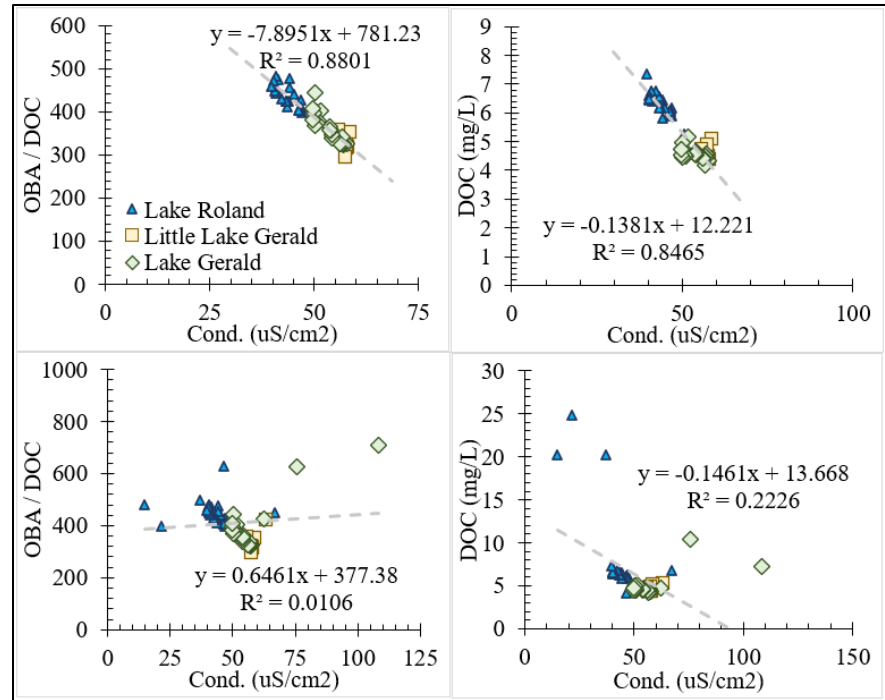 600
500
400
300
200
100
0
OBA / DOC
y = -7.8951x + 781.23
R² = 0.8801
Lake Roland
Little Lake Gerald
Lake Gerald
0 25 50 75
Cond. (uS/cm2)
9
8
7
6
5
4
3
2
1
0
DOC (mg/L)
y = -0.1381x + 12.221
R² = 0.8465
0 50 100
Cond. (uS/cm2)
1000
800
600
400
200
0
OBA / DOC
y = 0.6461x + 377.38
R² = 0.0106
0 25 50 75 100 125
Cond. (uS/cm2)
30
25
20
15
10
5
0
DOC (mg/L)
y = -0.1461x + 13.668
R² = 0.2226
0 50 100 150
Cond. (uS/cm2)